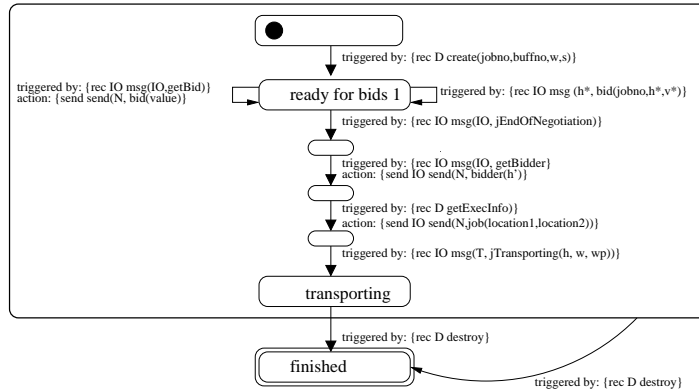 triggered by: {rec D create(jobno,buffno,w,s)}
triggered by: {rec IO msg(IO,getBid)}
action: {send send(N, bid(value)}
ready for bids 1
triggered by: {rec IO msg (h*, bid(jobno,h*,v*)}
triggered by: {rec IO msg(IO, jEndOfNegotiation)}
triggered by: {rec IO msg(IO, getBidder}
action: {send IO send(N, bidder(h’)}
triggered by: {rec D getExecInfo)}
action: {send IO send(N,job(location1,location2))}
triggered by: {rec IO msg(T, jTransporting(h, w, wp))}
transporting
triggered by: {rec D destroy}
finished
triggered by: {rec D destroy}